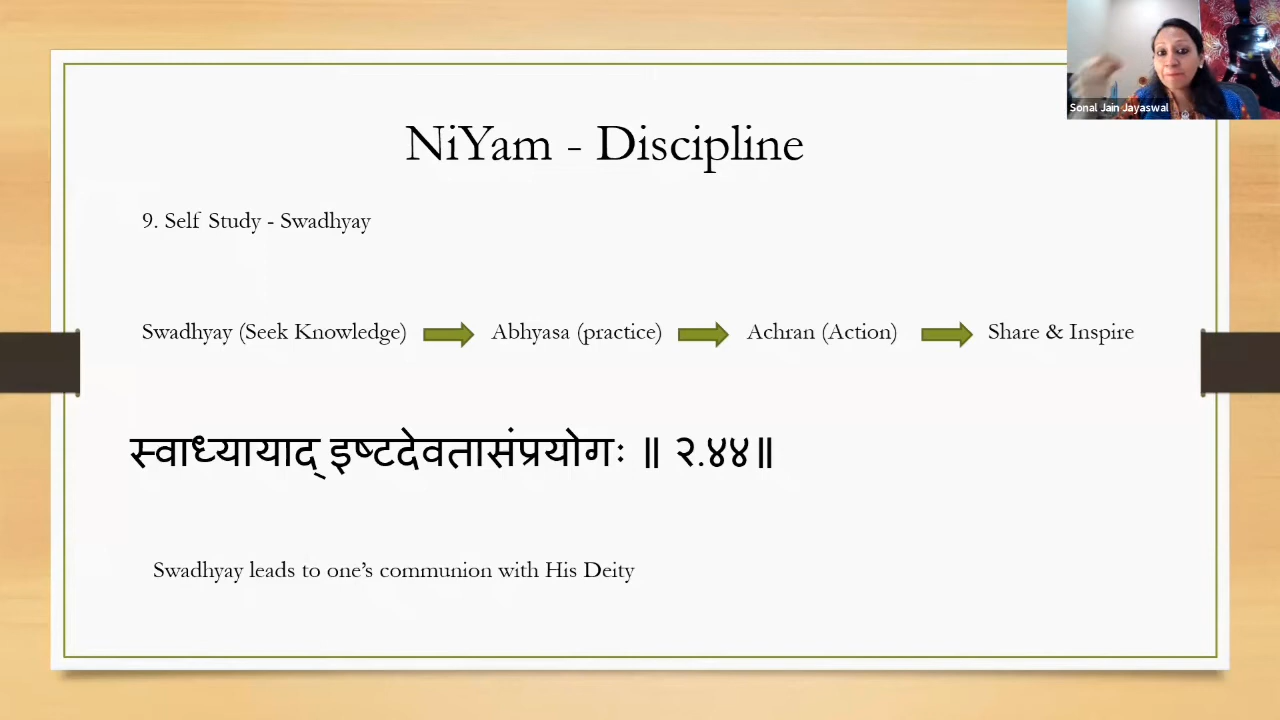 Sonal Jain Jayaswal
NiYam - Discipline
9. Self Study - Swadhyay
Swadhyay (Seek Knowledge) Abhyasa (practice) Achran (Action) Share & Inspire
स्वाध्यायाद् इष्टदेवतासंप्रयोगः ॥ २.४४॥
Swadhyay leads to one’s communion with His Deity